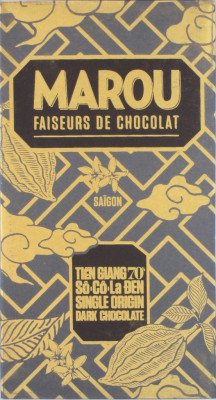 MAROU
FAISEURS DE CHOCOLAT
SAÏGON
TIEN GIANG 70%
SÔ-CÔ-LA ĐEN
SINGLE ORIGIN
DARK CHOCOLATE